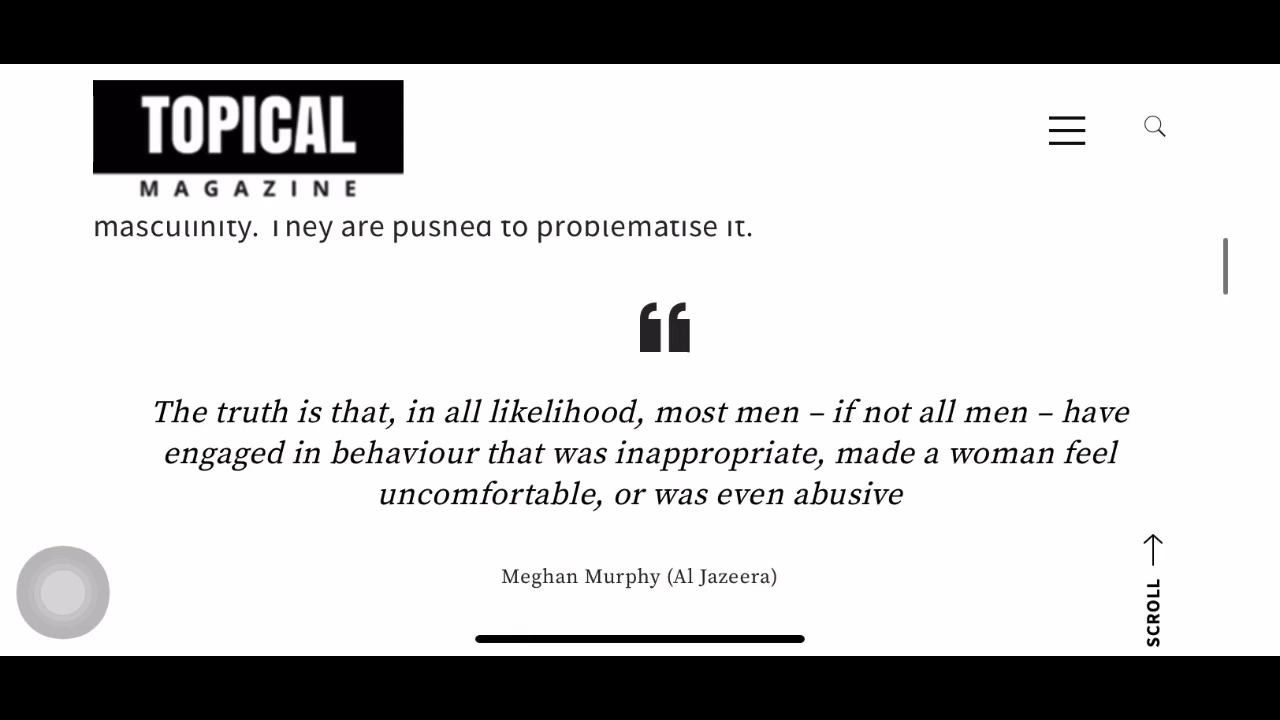 TOPICAL
MAGAZINE
masculinity. They are pushed to problematise it.
The truth is that, in all likelihood, most men – if not all men – have
engaged in behaviour that was inappropriate, made a woman feel
uncomfortable, or was even abusive
Meghan Murphy (Al Jazeera)
SCROLL